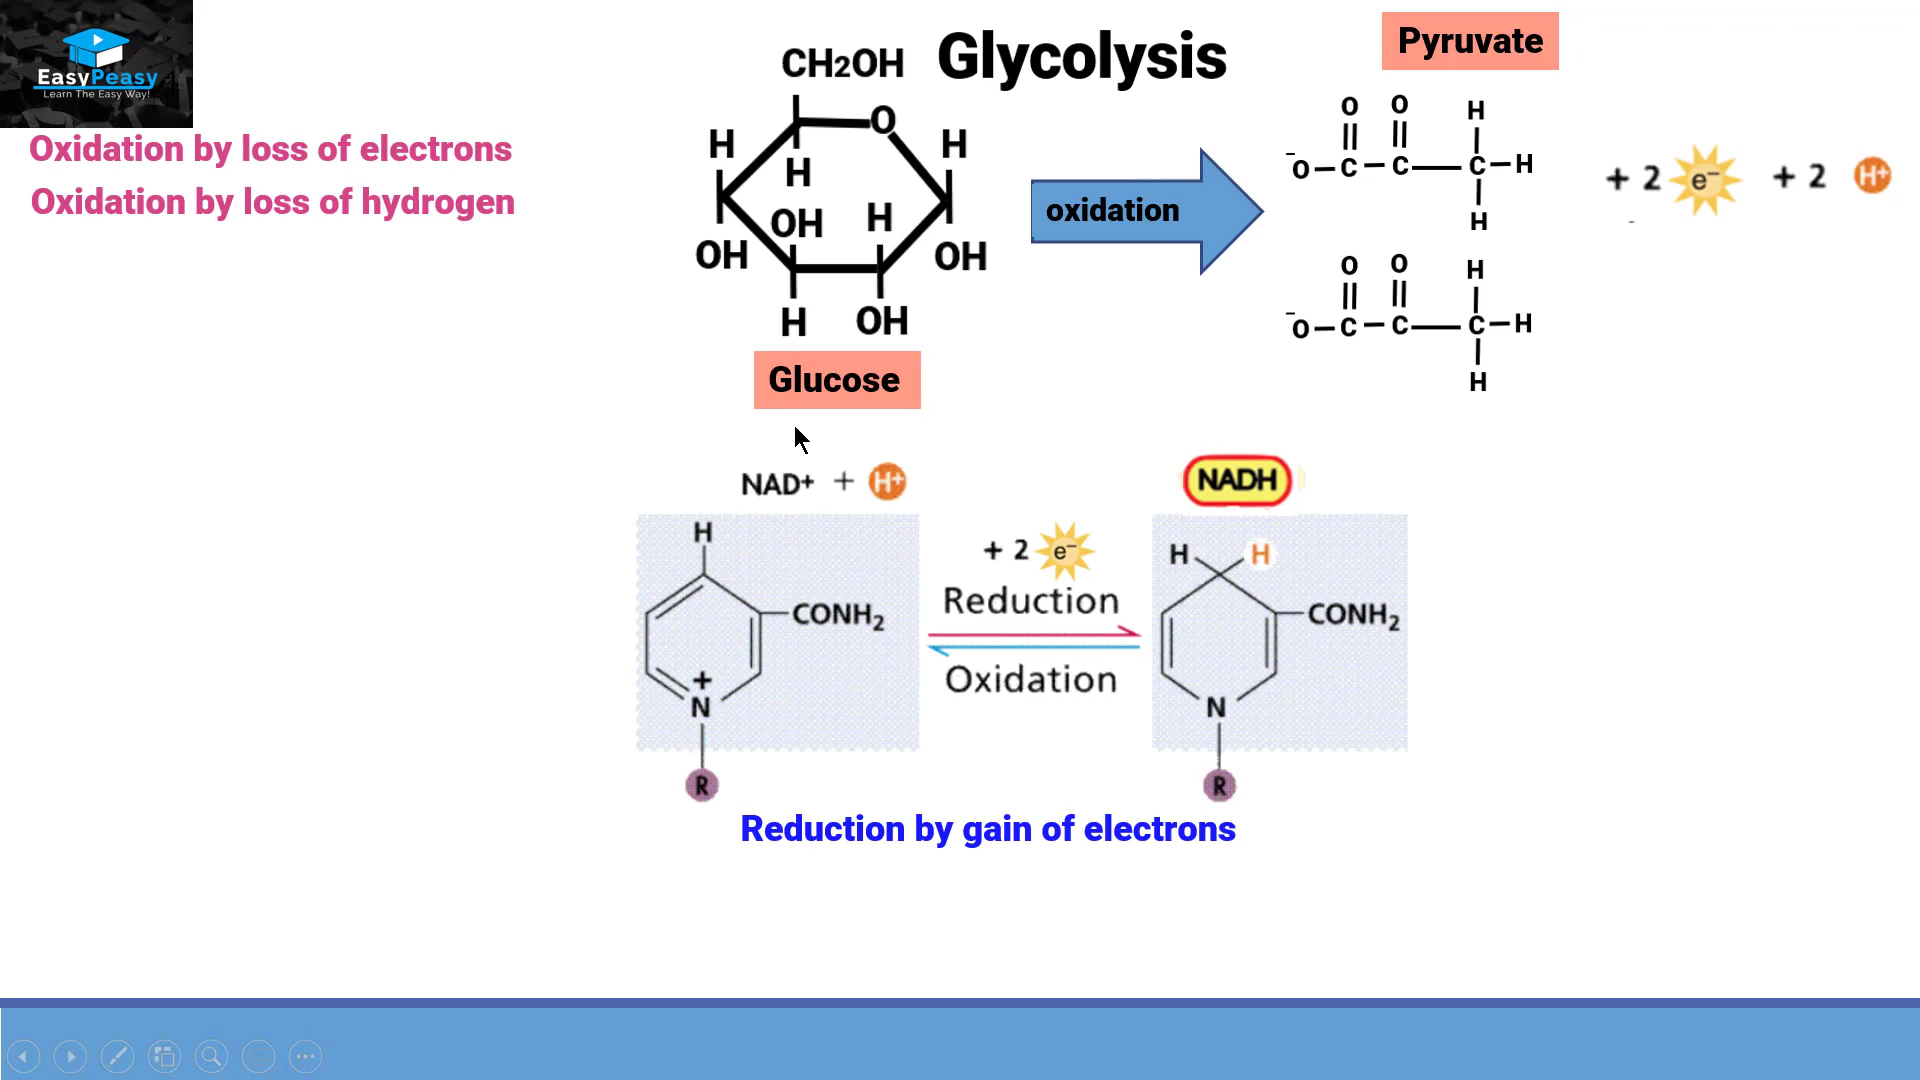 EasyPeasy
Learn The Easy Way!
Oxidation by loss of electrons
Oxidation by loss of hydrogen
Glycolysis
CH2OH
O
H
H
H
OH
H
OH
OH
H
OH
Glucose
oxidation
Pyruvate
O O H
⁻O–C–C–C–H
H
+ 2 e⁻ + 2 H⁺
O O H
⁻O–C–C–C–H
H
NAD+ + H⁺
NADH
H
CONH₂
+
N
R
+ 2 e⁻
Reduction
Oxidation
H H
CONH₂
N
R
Reduction by gain of electrons